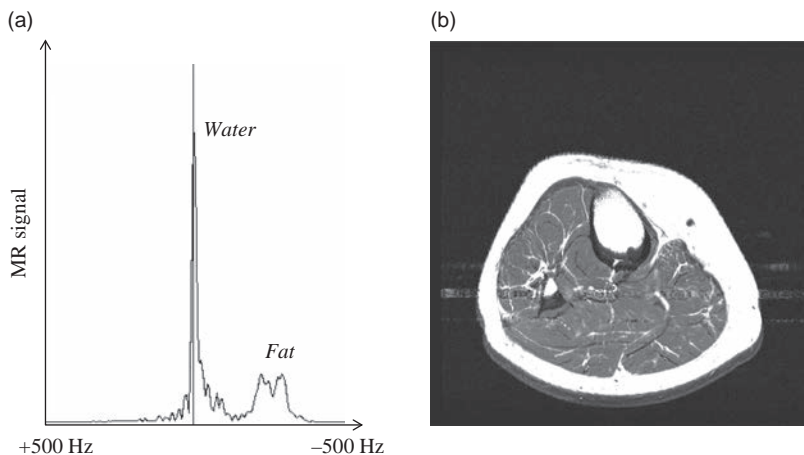 (a)
MR signal
Water
Fat
+500 Hz
–500 Hz
(b)